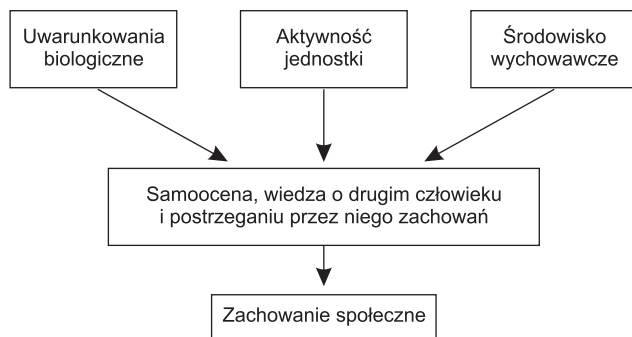 Uwarunkowania
biologiczne
Aktywność
jednostki
Środowisko
wychowawcze
Samoocena, wiedza o drugim człowieku
i postrzeganiu przez niego zachowań
Zachowanie społeczne